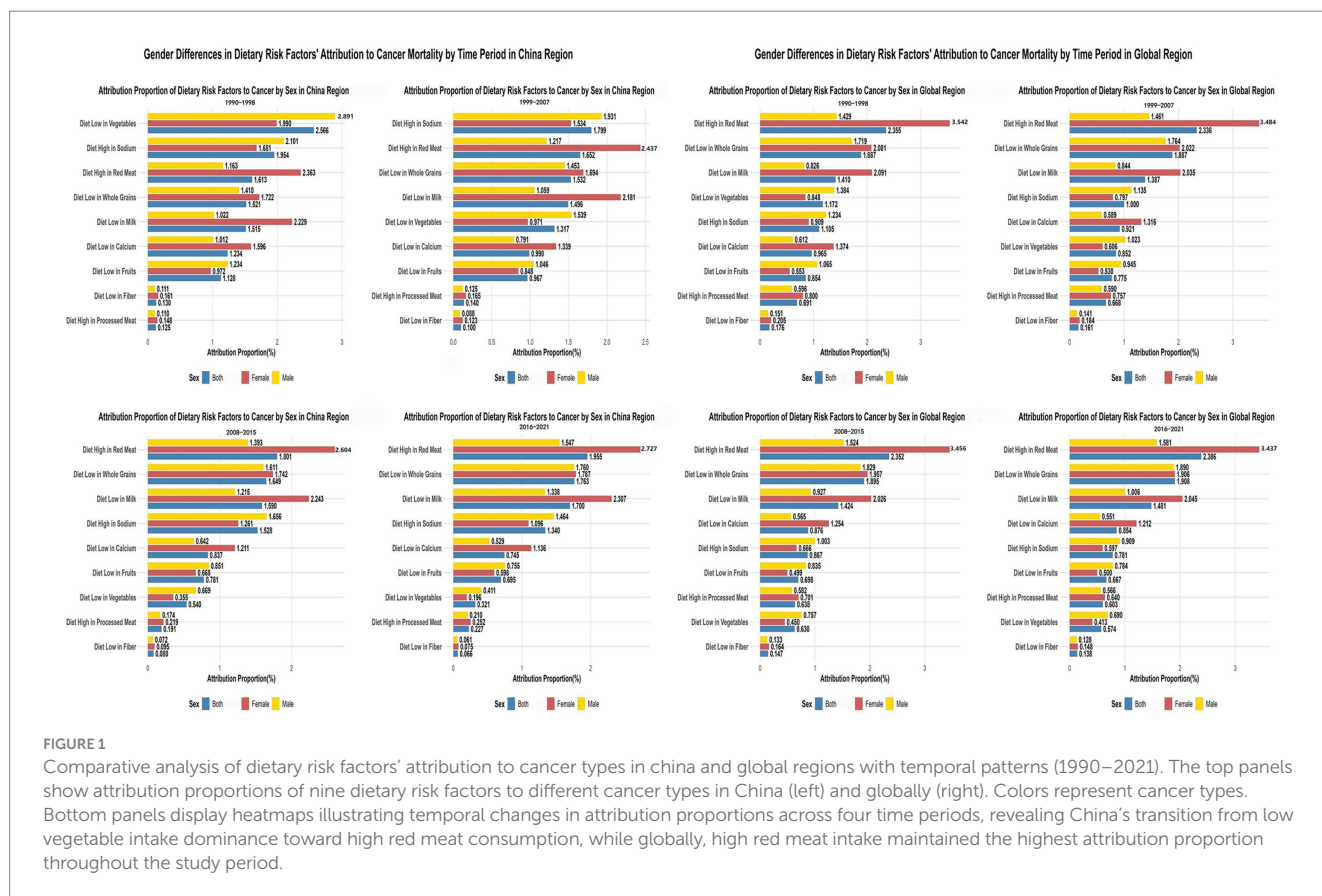 Gender Differences in Dietary Risk Factors' Attribution to Cancer Mortality by Time Period in China Region
Attribution Proportion of Dietary Risk Factors to Cancer by Sex in China Region
1990−1998
Diet Low in Vegetables
2.891
1.990
2.566
Diet High in Sodium
2.101
1.681
1.954
Diet High in Red Meat
1.163
2.363
1.613
Diet Low in Whole Grains
1.410
1.722
1.521
Diet Low in Milk
1.022
2.229
1.515
Diet Low in Calcium
1.012
1.596
1.234
Diet Low in Fruits
1.234
0.972
1.128
Diet Low in Fiber
0.111
0.161
0.130
Diet High in Processed Meat
0.110
0.148
0.125
0 1 2 3
Attribution Proportion(%)
Sex Both Female Male
Attribution Proportion of Dietary Risk Factors to Cancer by Sex in China Region
1999−2007
Diet High in Sodium
1.931
1.534
1.799
Diet High in Red Meat
1.217
2.437
1.652
Diet Low in Whole Grains
1.453
1.694
1.532
Diet Low in Milk
1.059
2.181
1.496
Diet Low in Vegetables
1.539
0.971
1.317
Diet Low in Calcium
0.791
1.339
0.990
Diet Low in Fruits
1.046
0.848
0.967
Diet High in Processed Meat
0.125
0.165
0.140
Diet Low in Fiber
0.088
0.123
0.100
0.0 0.5 1.0 1.5 2.0 2.5
Attribution Proportion(%)
Sex Both Female Male
Attribution Proportion of Dietary Risk Factors to Cancer by Sex in China Region
2008−2015
Diet High in Red Meat
1.393
2.604
1.801
Diet Low in Whole Grains
1.611
1.742
1.649
Diet Low in Milk
1.215
2.243
1.590
Diet High in Sodium
1.656
1.261
1.528
Diet Low in Calcium
0.642
1.211
0.837
Diet Low in Fruits
0.851
0.668
0.781
Diet Low in Vegetables
0.669
0.355
0.540
Diet High in Processed Meat
0.174
0.219
0.191
Diet Low in Fiber
0.072
0.095
0.080
0 1 2
Attribution Proportion(%)
Sex Both Female Male
Attribution Proportion of Dietary Risk Factors to Cancer by Sex in China Region
2016−2021
Diet High in Red Meat
1.547
2.727
1.955
Diet Low in Whole Grains
1.760
1.787
1.763
Diet Low in Milk
1.338
2.307
1.700
Diet High in Sodium
1.464
1.096
1.340
Diet Low in Calcium
0.529
1.136
0.745
Diet Low in Fruits
0.755
0.598
0.695
Diet Low in Vegetables
0.411
0.196
0.321
Diet High in Processed Meat
0.210
0.252
0.227
Diet Low in Fiber
0.061
0.075
0.066
0 1 2
Attribution Proportion(%)
Sex Both Female Male
Gender Differences in Dietary Risk Factors' Attribution to Cancer Mortality by Time Period in Global Region
Attribution Proportion of Dietary Risk Factors to Cancer by Sex in Global Region
1990−1998
Diet High in Red Meat
1.429
3.542
2.355
Diet Low in Whole Grains
1.719
2.081
1.887
Diet Low in Milk
0.826
2.091
1.410
Diet Low in Vegetables
1.384
0.848
1.172
Diet High in Sodium
1.234
0.909
1.105
Diet Low in Calcium
0.612
1.374
0.965
Diet Low in Fruits
1.065
0.553
0.854
Diet High in Processed Meat
0.596
0.800
0.691
Diet Low in Fiber
0.151
0.205
0.176
0 1 2 3
Attribution Proportion(%)
Sex Both Female Male
Attribution Proportion of Dietary Risk Factors to Cancer by Sex in Global Region
1999−2007
Diet High in Red Meat
1.461
3.484
2.336
Diet Low in Whole Grains
1.764
2.022
1.887
Diet Low in Milk
0.844
2.035
1.387
Diet High in Sodium
1.135
0.797
1.000
Diet Low in Calcium
0.589
1.316
0.921
Diet Low in Vegetables
1.023
0.606
0.852
Diet Low in Fruits
0.945
0.530
0.775
Diet High in Processed Meat
0.590
0.757
0.668
Diet Low in Fiber
0.141
0.184
0.161
0 1 2 3
Attribution Proportion(%)
Sex Both Female Male
Attribution Proportion of Dietary Risk Factors to Cancer by Sex in Global Region
2008−2015
Diet High in Red Meat
1.524
3.456
2.352
Diet Low in Whole Grains
1.829
1.957
1.895
Diet Low in Milk
0.927
2.026
1.424
Diet Low in Calcium
0.565
1.254
0.876
Diet High in Sodium
1.003
0.666
0.867
Diet Low in Fruits
0.835
0.499
0.698
Diet High in Processed Meat
0.582
0.701
0.638
Diet Low in Vegetables
0.757
0.450
0.630
Diet Low in Fiber
0.133
0.164
0.147
0 1 2 3
Attribution Proportion(%)
Sex Both Female Male
Attribution Proportion of Dietary Risk Factors to Cancer by Sex in Global Region
2016−2021
Diet High in Red Meat
1.581
3.437
2.386
Diet Low in Whole Grains
1.890
1.906
1.908
Diet Low in Milk
1.006
2.045
1.481
Diet Low in Calcium
0.551
1.212
0.854
Diet High in Sodium
0.909
0.597
0.781
Diet Low in Fruits
0.784
0.500
0.667
Diet High in Processed Meat
0.566
0.640
0.603
Diet Low in Vegetables
0.690
0.413
0.574
Diet Low in Fiber
0.128
0.148
0.138
0 1 2 3
Attribution Proportion(%)
Sex Both Female Male
FIGURE 1
Comparative analysis of dietary risk factors' attribution to cancer types in china and global regions with temporal patterns (1990–2021). The top panels
show attribution proportions of nine dietary risk factors to different cancer types in China (left) and globally (right). Colors represent cancer types.
Bottom panels display heatmaps illustrating temporal changes in attribution proportions across four time periods, revealing China's transition from low
vegetable intake dominance toward high red meat consumption, while globally, high red meat intake maintained the highest attribution proportion
throughout the study period.